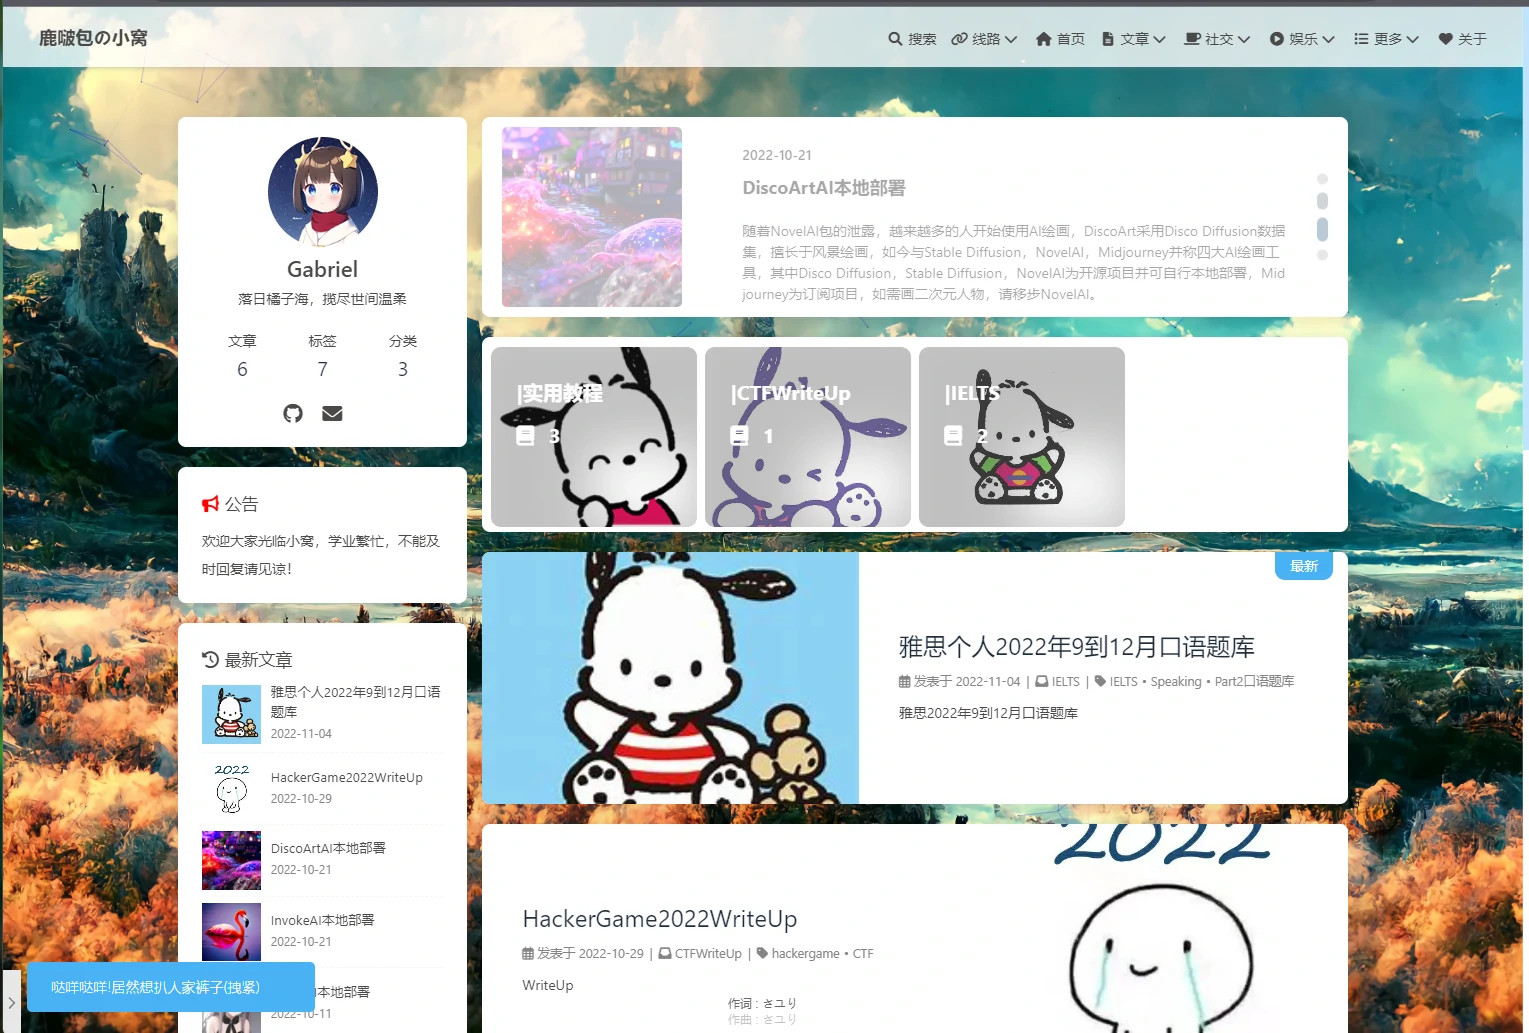 鹿啵包の小窝
搜索 线路 首页 文章 社交 娱乐 更多 关于
Gabriel
落日橘子海，揽尽世间温柔
文章 标签 分类
6 7 3
公告
欢迎大家光临小窝，学业繁忙，不能及
时回复请见谅！
最新文章
雅思个人2022年9到12月口语
题库
2022-11-04
2022
HackerGame2022WriteUp
2022-10-29
DiscoArtAI本地部署
2022-10-21
InvokeAI本地部署
2022-10-21
本地部署
2022-10-11
哒咩哒咩!居然想扒人家裤子(拽紧)
2022-10-21
DiscoArtAI本地部署
随着NovelAI包的泄露，越来越多的人开始使用AI绘画，DiscoArt采用Disco Diffusion数据
集，擅长于风景绘画，如今与Stable Diffusion，NovelAI，Midjourney并称四大AI绘画工
具，其中Disco Diffusion，Stable Diffusion，NovelAI为开源项目并可自行本地部署，Mid
journey为订阅项目，如需画二次元人物，请移步NovelAI。
|实用教程
3
|CTFWriteUp
1
|IELTS
2
最新
雅思个人2022年9到12月口语题库
发表于 2022-11-04 | IELTS | IELTS • Speaking • Part2口语题库
雅思2022年9到12月口语题库
2022
HackerGame2022WriteUp
发表于 2022-10-29 | CTFWriteUp | hackergame • CTF
WriteUp
作词 : さユり
作曲 : さユり